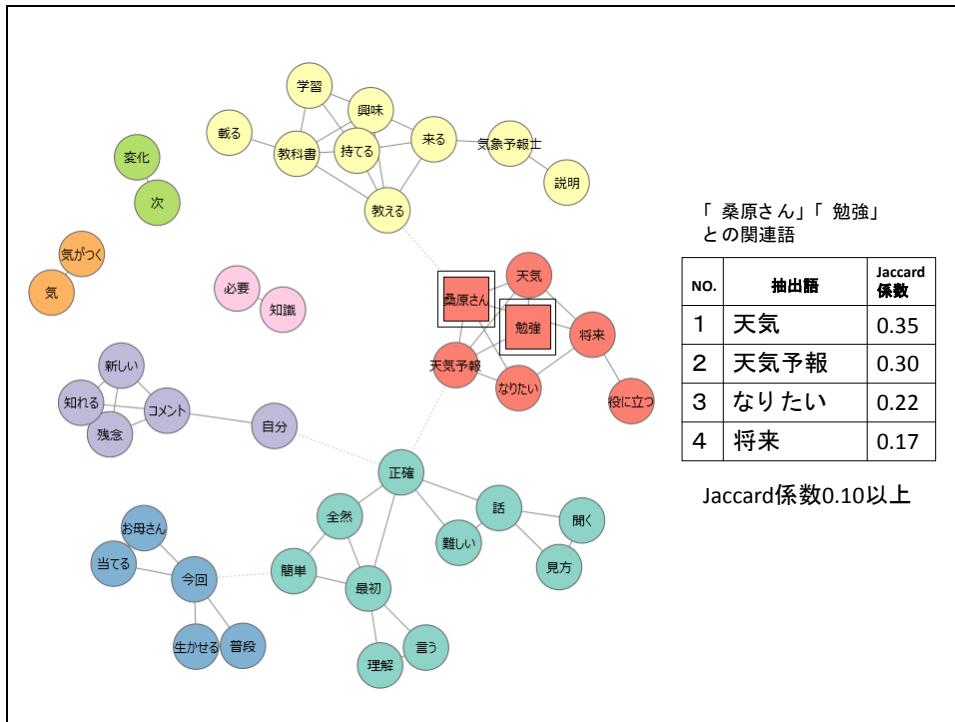 学習
興味
載る
教科書
持てる
来る
気象予報士
説明
教える
変化
次
気がつく
気
必要
知識
天気
桑原さん
勉強
将来
天気予報
なりたい
役に立つ
新しい
知れる
コメント
残念
自分
正確
全然
話
聞く
難しい
見方
簡単
最初
言う
理解
お母さん
当てる
今回
生かせる
普段
「 桑原さん」「 勉強」
との関連語
NO. 抽出語 Jaccard
係数
1 天気 0.35
2 天気予報 0.30
3 なりたい 0.22
4 将来 0.17
Jaccard係数0.10以上